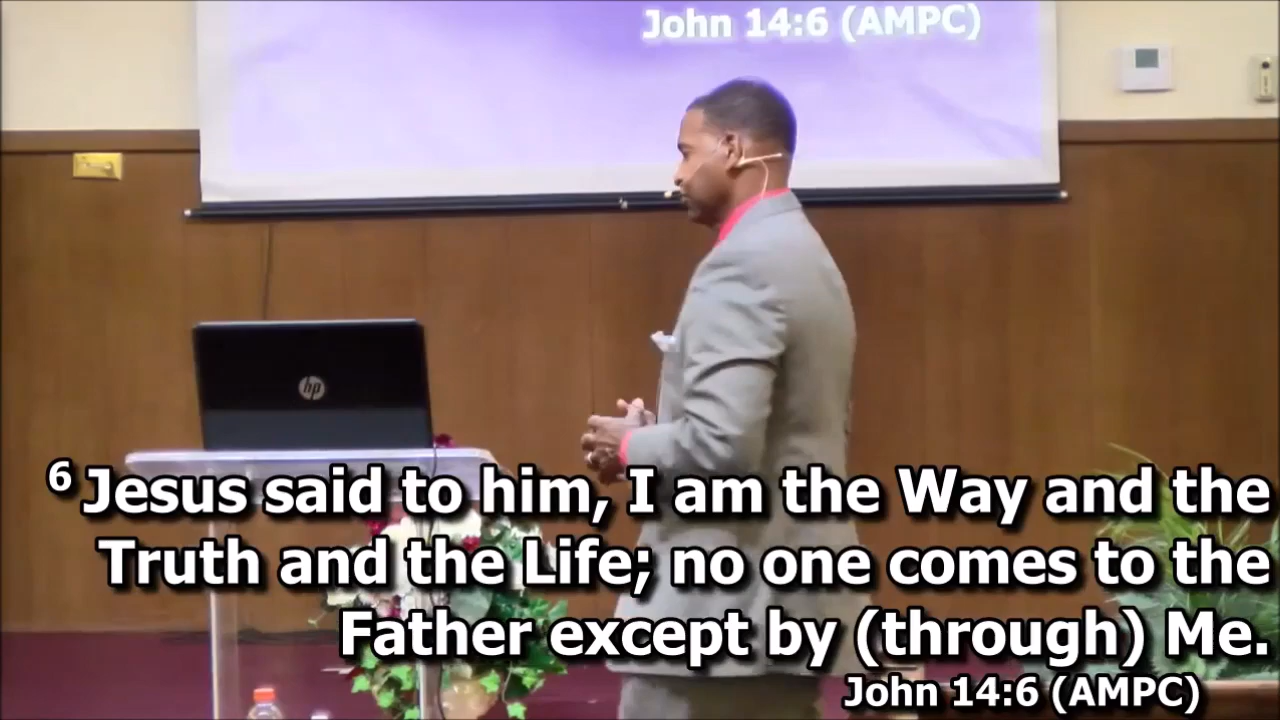 John 14:6 (AMPC)
hp
6 Jesus said to him, I am the Way and the
Truth and the Life; no one comes to the
Father except by (through) Me.
John 14:6 (AMPC)